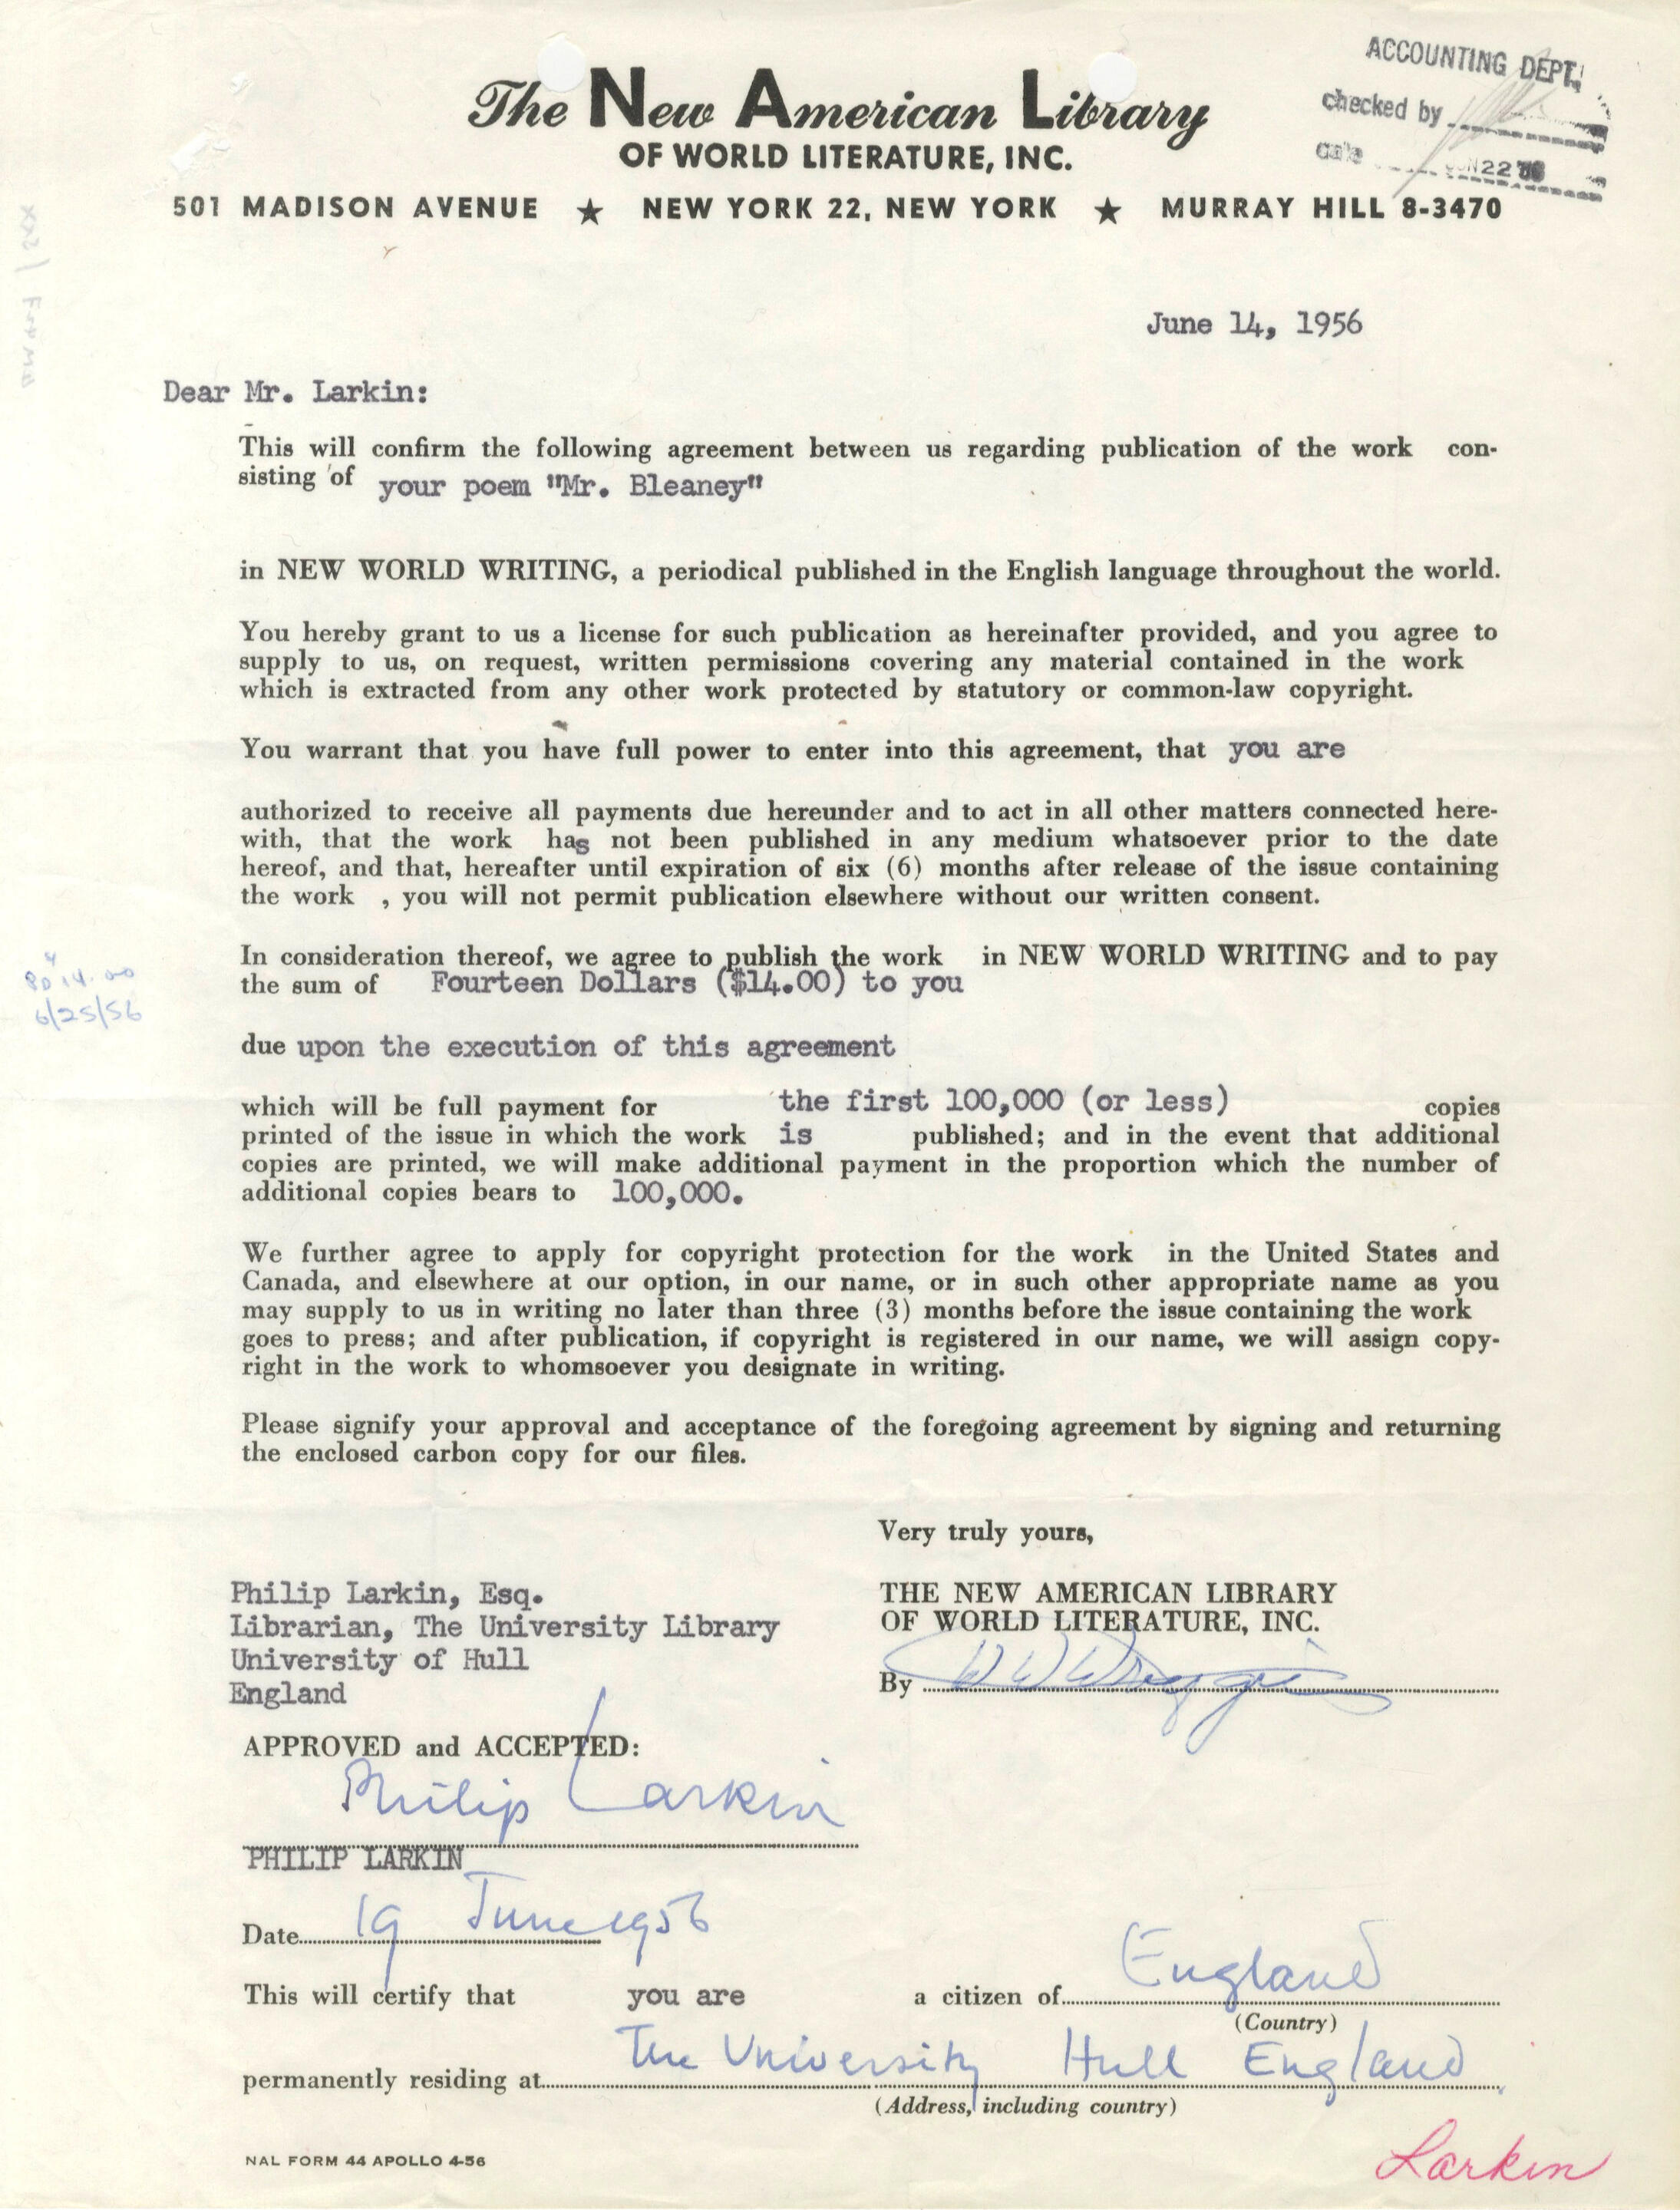 The New American Library
OF WORLD LITERATURE, INC.
501 MADISON AVENUE ★ NEW YORK 22, NEW YORK ★ MURRAY HILL 8-3470
ACCOUNTING DEPT.
checked by
date JUN 22
June 14, 1956
Dear Mr. Larkin:
This will confirm the following agreement between us regarding publication of the work con-
sisting of your poem "Mr. Bleaney"
in NEW WORLD WRITING, a periodical published in the English language throughout the world.
You hereby grant to us a license for such publication as hereinafter provided, and you agree to
supply to us, on request, written permissions covering any material contained in the work
which is extracted from any other work protected by statutory or common-law copyright.
You warrant that you have full power to enter into this agreement, that you are
authorized to receive all payments due hereunder and to act in all other matters connected here-
with, that the work has not been published in any medium whatsoever prior to the date
hereof, and that, hereafter until expiration of six (6) months after release of the issue containing
the work , you will not permit publication elsewhere without our written consent.
In consideration thereof, we agree to publish the work in NEW WORLD WRITING and to pay
the sum of Fourteen Dollars ($14.00) to you
14.00
6/25/56
due upon the execution of this agreement
which will be full payment for the first 100,000 (or less) copies
printed of the issue in which the work is published; and in the event that additional
copies are printed, we will make additional payment in the proportion which the number of
additional copies bears to 100,000.
We further agree to apply for copyright protection for the work in the United States and
Canada, and elsewhere at our option, in our name, or in such other appropriate name as you
may supply to us in writing no later than three (3) months before the issue containing the work
goes to press; and after publication, if copyright is registered in our name, we will assign copy-
right in the work to whomsoever you designate in writing.
Please signify your approval and acceptance of the foregoing agreement by signing and returning
the enclosed carbon copy for our files.
Very truly yours,
THE NEW AMERICAN LIBRARY
OF WORLD LITERATURE, INC.
By
Philip Larkin, Esq.
Librarian, The University Library
University of Hull
England
APPROVED and ACCEPTED:
Philip Larkin
PHILIP LARKIN
Date 19 June 1956
This will certify that you are a citizen of England
(Country)
permanently residing at The University Hull England
(Address, including country)
NAL FORM 44 APOLLO 4-56
Larkin